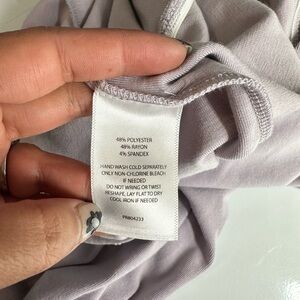 48% POLYESTER
48% RAYON
4% SPANDEX
HAND WASH COLD SEPARATELY
ONLY NON-CHLORINE BLEACH
IF NEEDED
DO NOT WRING OR TWIST
RESHAPE, LAY FLAT TO DRY
COOL IRON IF NEEDED
PR804233